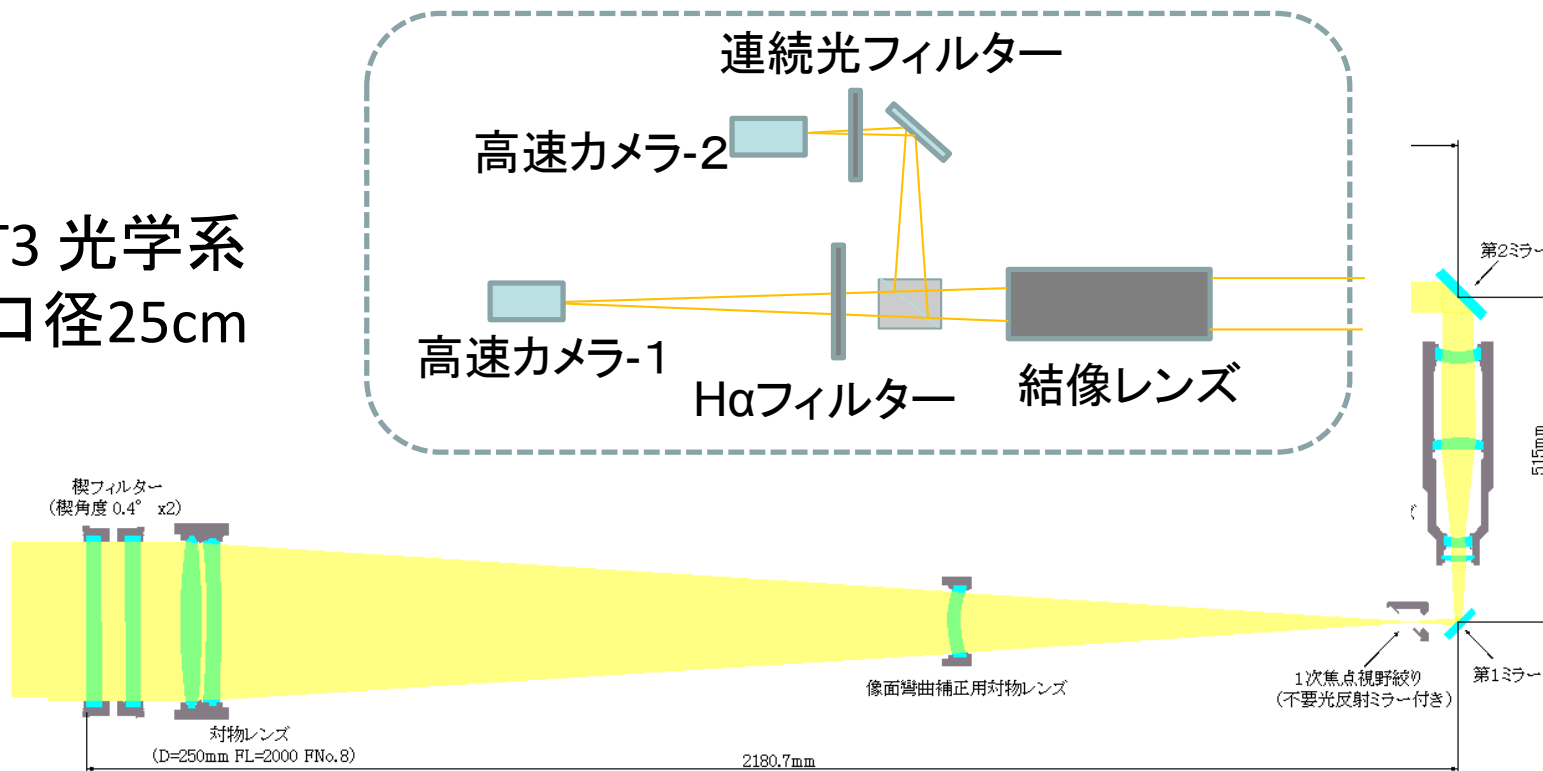 連続光フィルター
高速カメラ-2
T3 光学系
口径25cm
高速カメラ-1
Hαフィルター
結像レンズ
第2ミラー
515mm
楔フィルター
(楔角度 0.4° x2)
像面彎曲補正用対物レンズ
1次焦点視野絞り
(不要光反射ミラー付き)
第1ミラー
対物レンズ
(D=250mm FL=2000 FNo.8)
2180.7mm